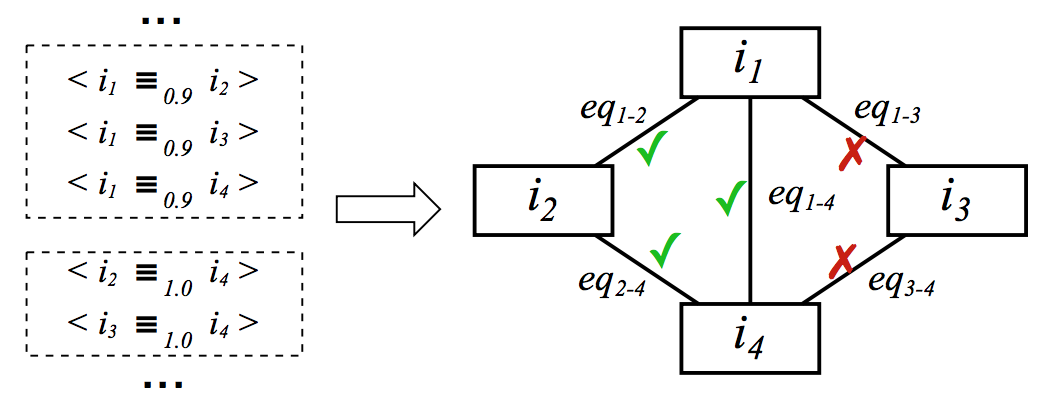 ...
< i1 ≡0.9 i2 >
< i1 ≡0.9 i3 >
< i1 ≡0.9 i4 >
< i2 ≡1.0 i4 >
< i3 ≡1.0 i4 >
...
i1
eq1-2
eq1-3
✓
✗
i2
✓
eq1-4
i3
✓
✗
eq2-4
eq3-4
i4